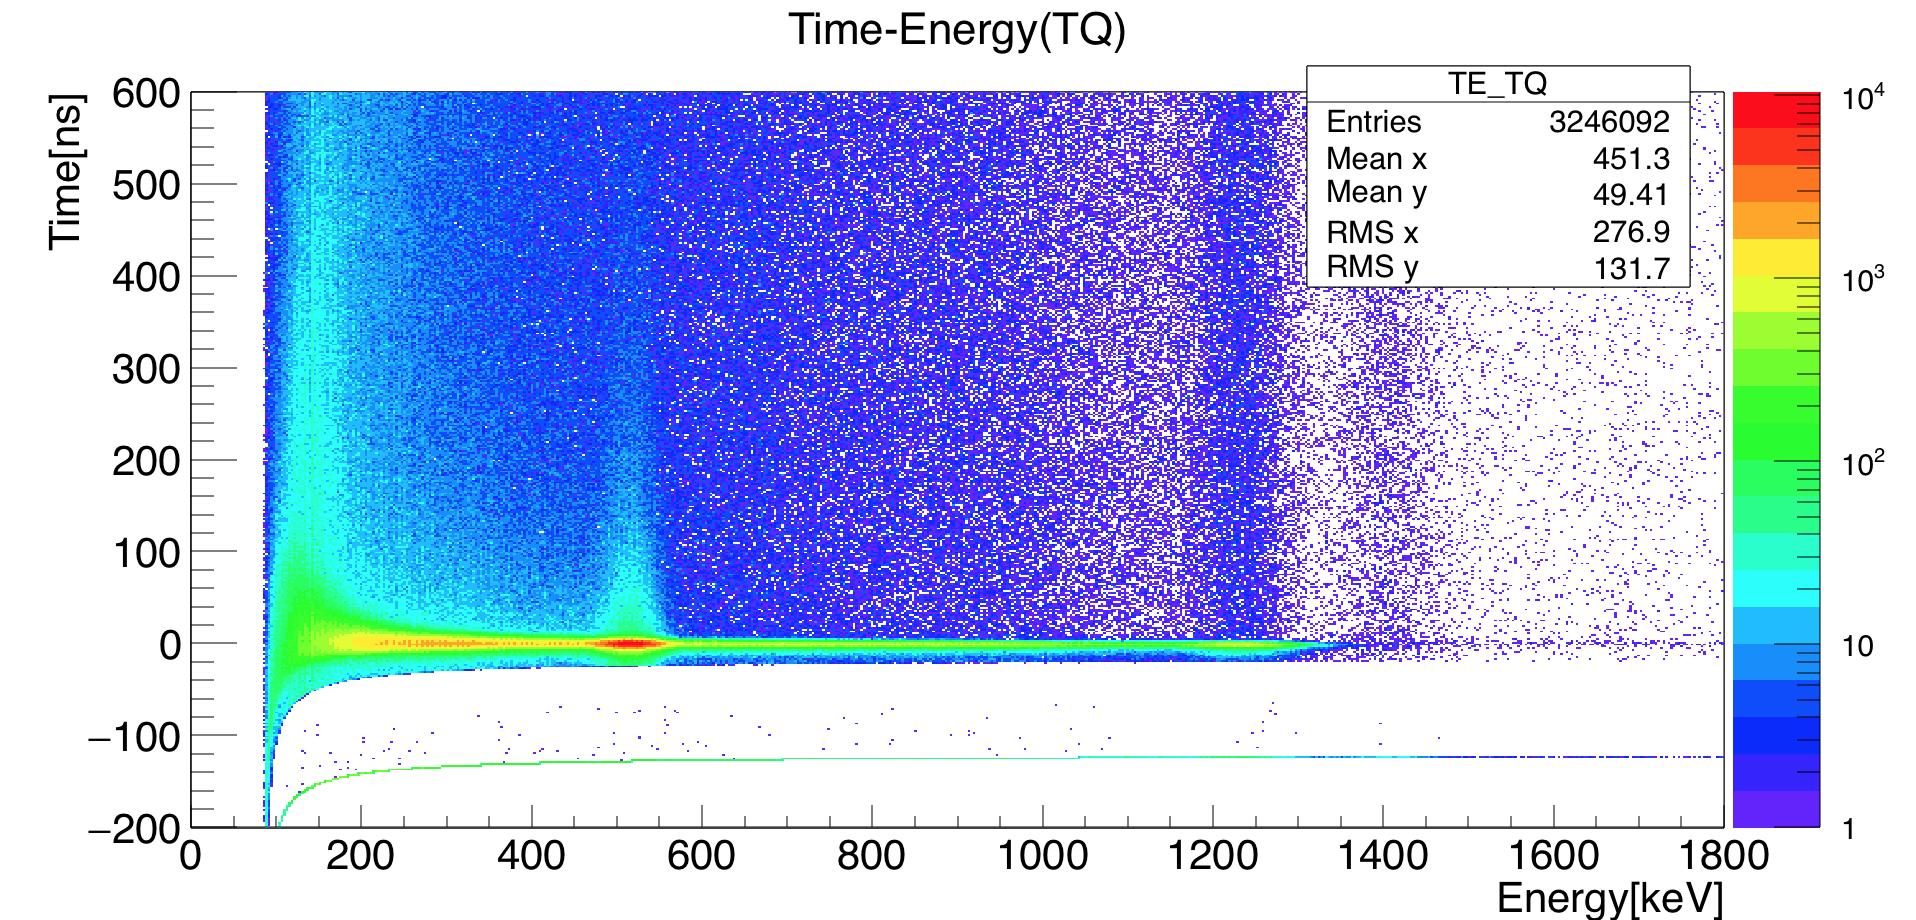 Time-Energy(TQ)
TE_TQ
Entries 3246092
Mean x 451.3
Mean y 49.41
RMS x 276.9
RMS y 131.7
Time[ns]
600
500
400
300
200
100
0
−100
−200
0 200 400 600 800 1000 1200 1400 1600 1800
Energy[keV]
10⁴
10³
10²
10
1